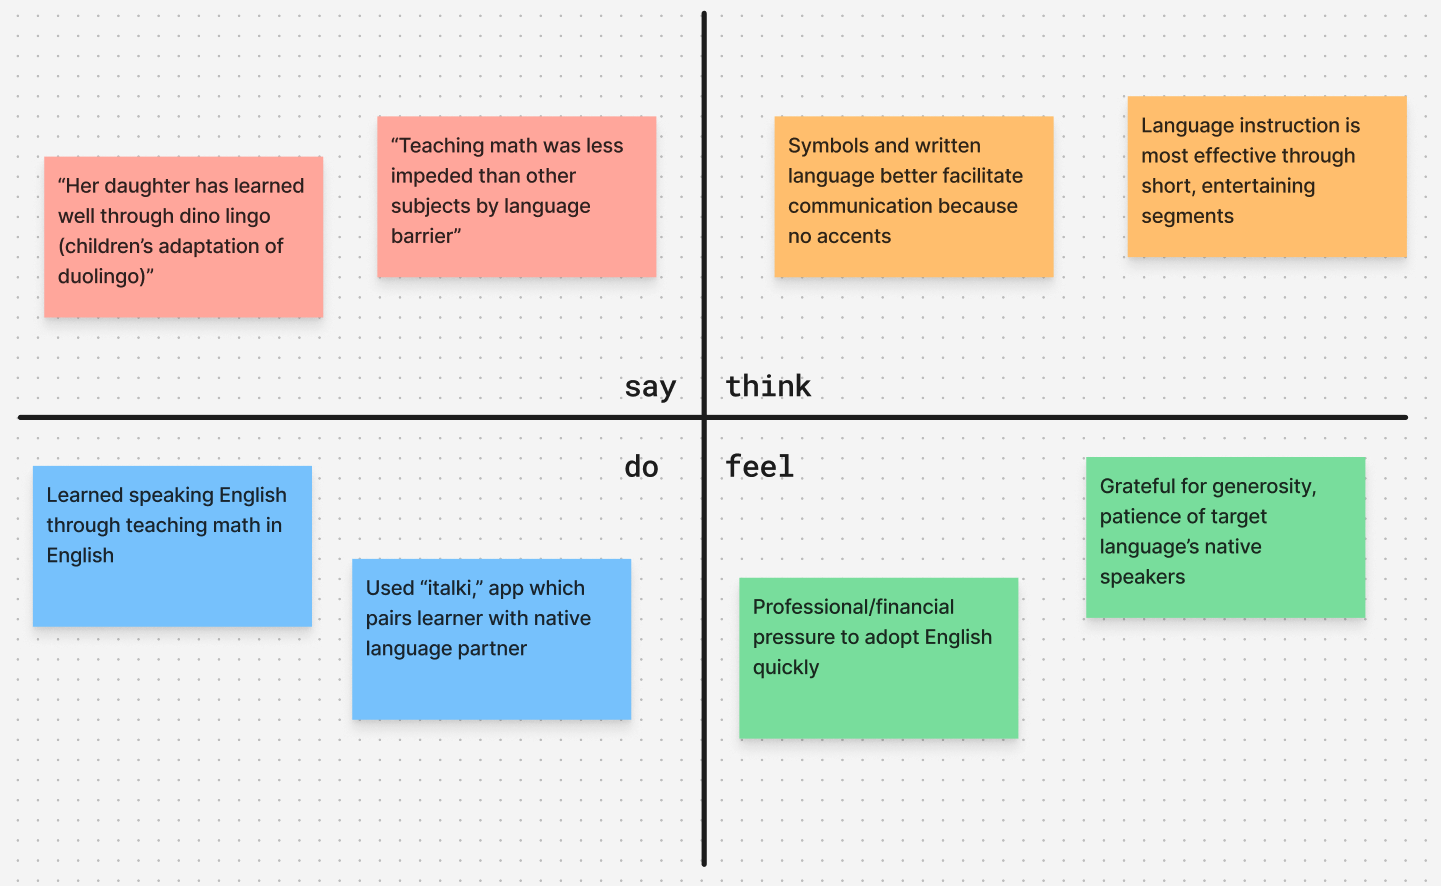 “Her daughter has learned
well through dino lingo
(children’s adaptation of
duolingo)”
“Teaching math was less
impeded than other
subjects by language
barrier”
say
Symbols and written
language better facilitate
communication because
no accents
Language instruction is
most effective through
short, entertaining
segments
think
do
Learned speaking English
through teaching math in
English
Used “italki,” app which
pairs learner with native
language partner
feel
Professional/financial
pressure to adopt English
quickly
Grateful for generosity,
patience of target
language’s native
speakers